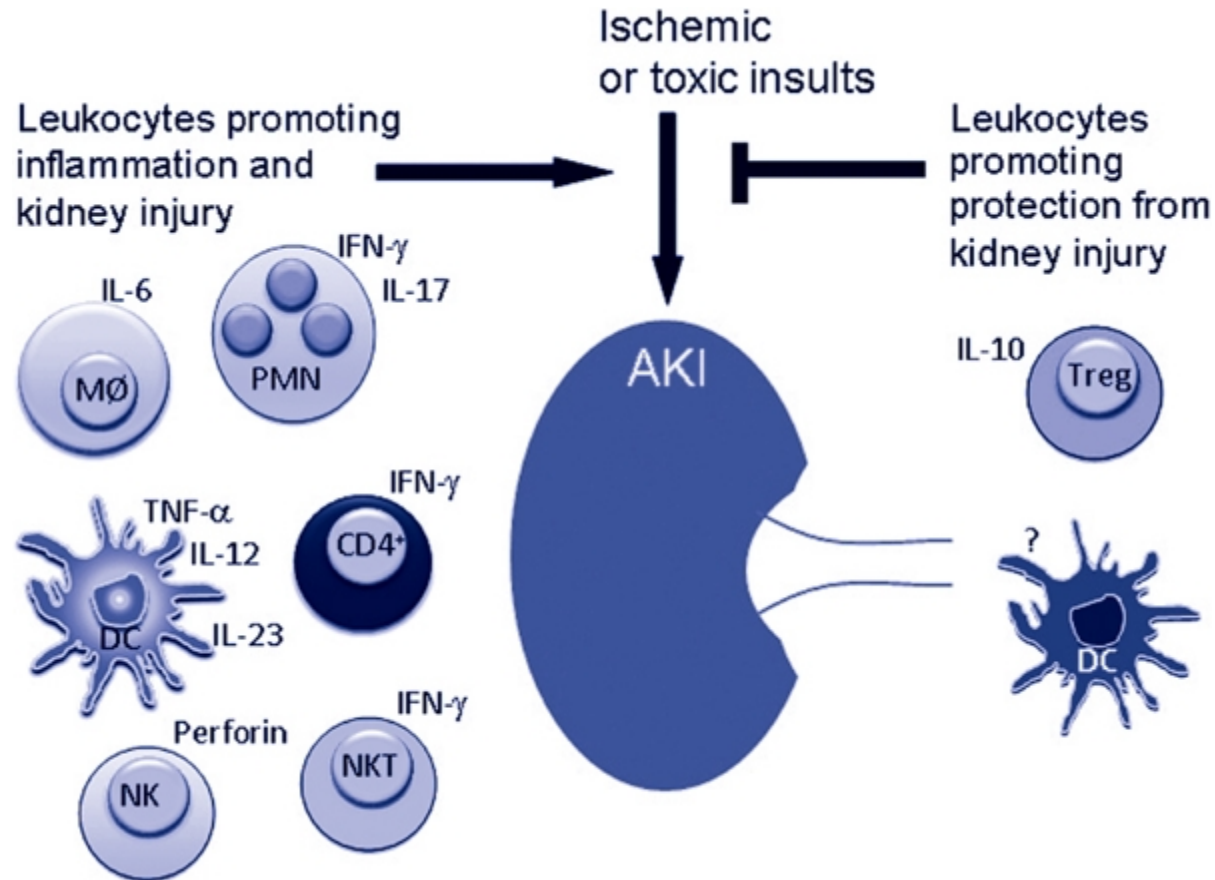 Ischemic
or toxic insults
Leukocytes promoting
inflammation and
kidney injury
Leukocytes
promoting
protection from
kidney injury
IL-6
MØ
IFN-γ
IL-17
PMN
TNF-α
IL-12
IL-23
DC
IFN-γ
CD4⁺
Perforin
NK
IFN-γ
NKT
AKI
IL-10
Treg
?
DC